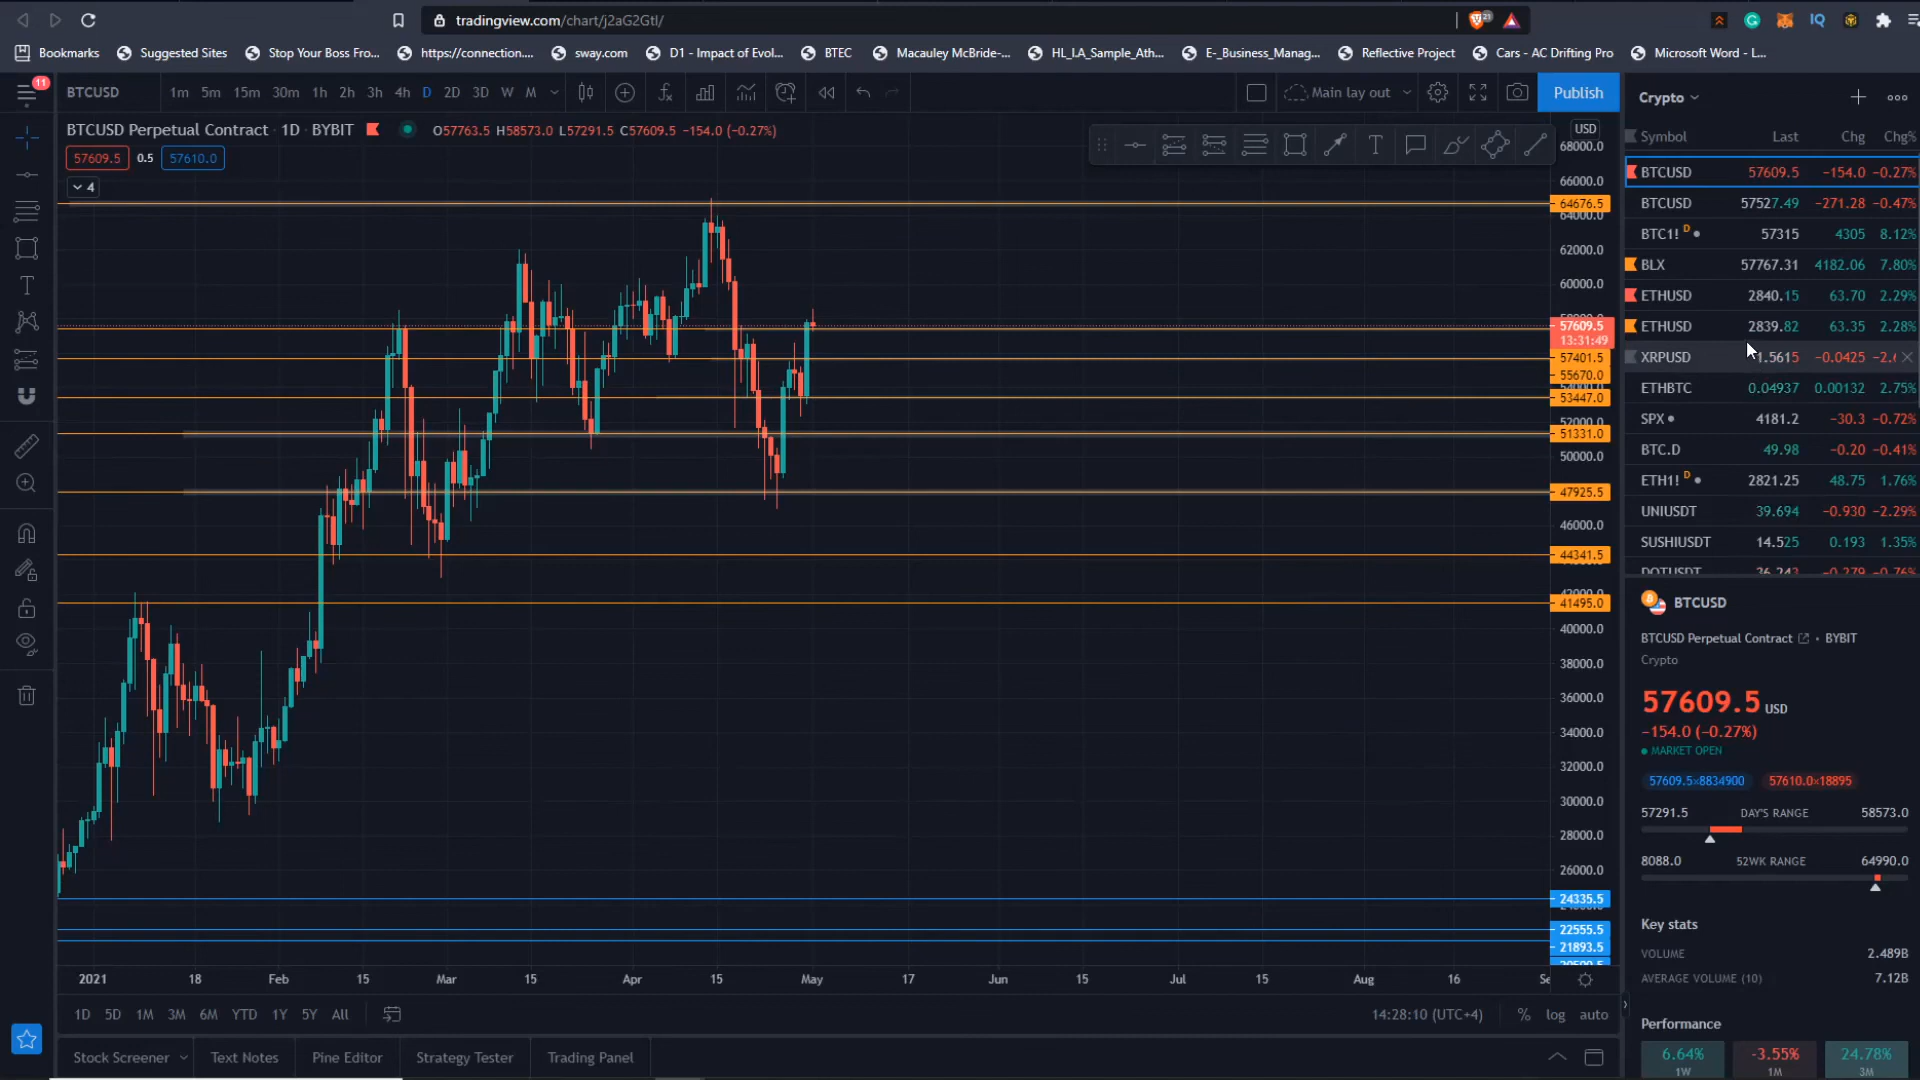 tradingview.com/chart/j2aG2Gtl/
21
IQ
Bookmarks
Suggested Sites
Stop Your Boss Fro...
https://connection....
sway.com
D1 - Impact of Evol...
BTEC
Macauley McBride-...
HL_I.A_Sample_Ath...
E-_Business_Manag...
Reflective Project
Cars - AC Drifting Pro
Microsoft Word - L...
11
BTCUSD
1m 5m 15m 30m 1h 2h 3h 4h D 2D 3D W M
Main lay out
Publish
Crypto
BTCUSD Perpetual Contract · 1D · BYBIT
O57763.5 H58573.0 L57291.5 C57609.5 −154.0 (−0.27%)
57609.5 0.5 57610.0
4
USD
68000.0
66000.0
64676.5
64000.0
62000.0
60000.0
57609.5
13:31:49
57401.5
55670.0
53447.0
52000.0
51331.0
50000.0
47925.5
46000.0
44341.5
41495.0
40000.0
38000.0
36000.0
34000.0
32000.0
30000.0
28000.0
26000.0
24335.5
22555.5
21893.5
2021 18 Feb 15 Mar 15 Apr 15 May 17 Jun 15 Jul 15 Aug 16 Se
1D 5D 1M 3M 6M YTD 1Y 5Y All
14:28:10 (UTC+4) % log auto
Stock Screener
Text Notes
Pine Editor
Strategy Tester
Trading Panel
Symbol Last Chg Chg%
BTCUSD 57609.5 −154.0 −0.27%
BTCUSD 57527.49 −271.28 −0.47%
BTC1! D 57315 4305 8.12%
BLX 57767.31 4182.06 7.80%
ETHUSD 2840.15 63.70 2.29%
ETHUSD 2839.82 63.35 2.28%
XRPUSD 1.5615 −0.0425
ETHBTC 0.04937 0.00132 2.75%
SPX 4181.2 −30.3 −0.72%
BTC.D 49.98 −0.20 −0.41%
ETH1! D 2821.25 48.75 1.76%
UNIUSDT 39.694 −0.930 −2.29%
SUSHIUSDT 14.525 0.193 1.35%
DOTUSDT 36.243 −0.279 −0.76%
BTCUSD
BTCUSD Perpetual Contract · BYBIT
Crypto
57609.5 USD
−154.0 (−0.27%)
MARKET OPEN
57609.5×8834900 57610.0×18895
57291.5 DAY'S RANGE 58573.0
8088.0 52WK RANGE 64990.0
Key stats
VOLUME 2.489B
AVERAGE VOLUME (10) 7.12B
Performance
6.64% -3.55% 24.78%
1W 1M 3M